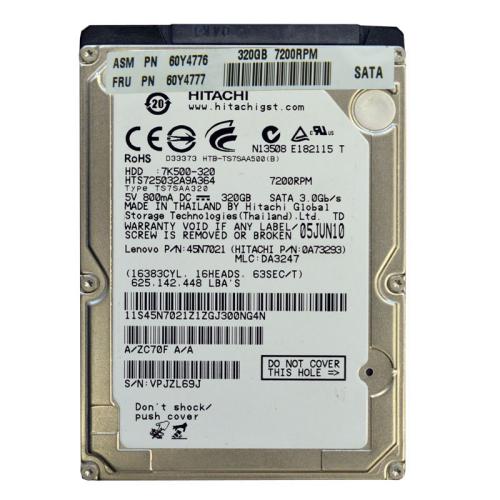 ASM PN 60Y4776 320GB 7200RPM
FRU PN 60Y4777 SATA
20
HITACHI
www.hitachigst.com
CE
N13508 E182115 T
RoHS D33373 HTB-TS7SAA500(B)
HDD :7K500-320
HTS725032A9A364 7200RPM
Type TS7SAA320
5V 800mA DC 320GB SATA 3.0Gb/s
MADE IN THAILAND BY Hitachi Global
Storage Technologies(Thailand).Ltd. TD
WARRANTY VOID IF ANY LABEL/ 05JUN10
SCREW IS REMOVED OR BROKEN
Lenovo P/N:45N7021 (HITACHI P/N:0A73293)
MLC:DA3247
(16383CYL. 16HEADS. 63SEC/T)
625.142.448 LBA'S
11S45N7021Z1ZGJ300NG4N
A/ZC70F A/A
DO NOT COVER
THIS HOLE
S/N:VPJZL69J
Don't shock/
push cover